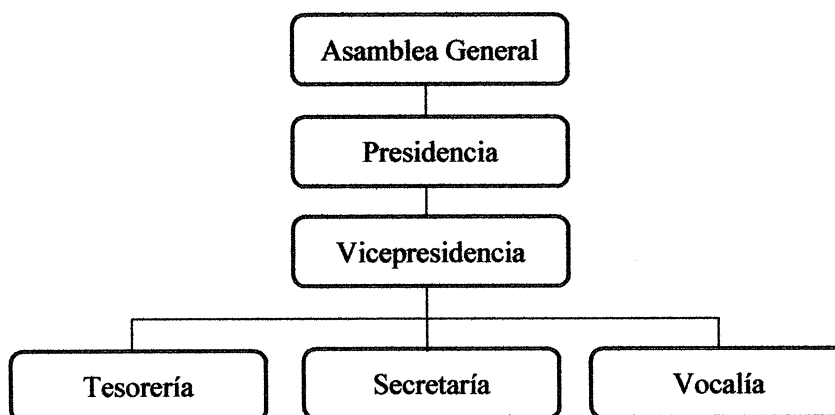 Asamblea General
Presidencia
Vicepresidencia
Tesorería
Secretaría
Vocalía